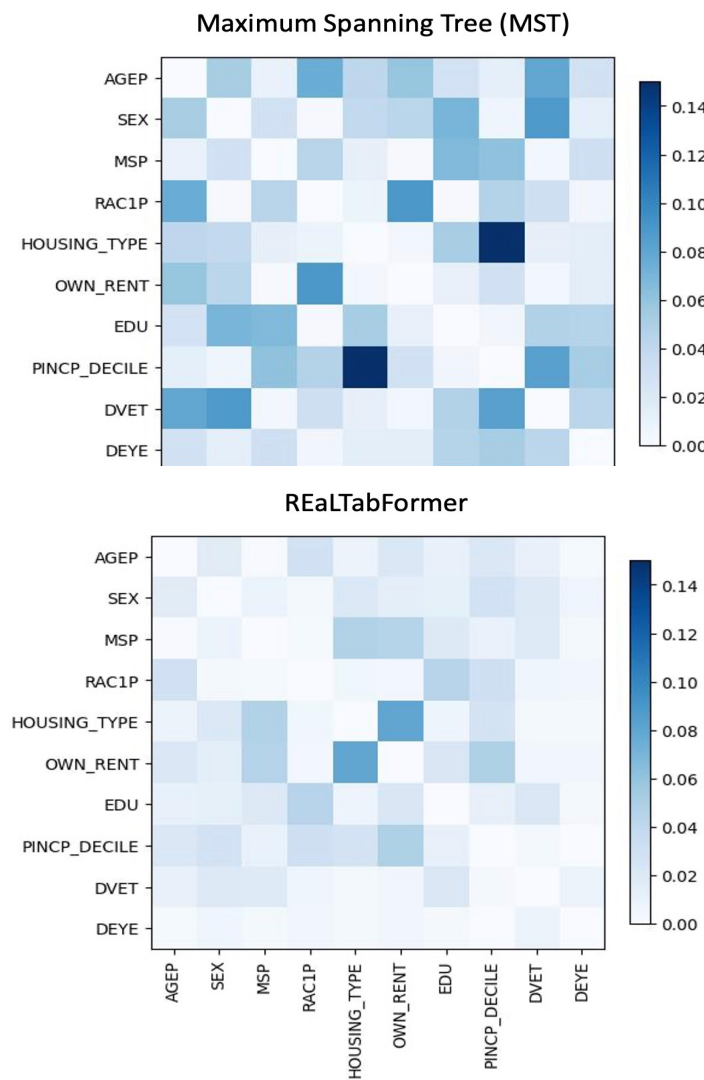 Maximum Spanning Tree (MST)
AGEP
SEX
MSP
RAC1P
HOUSING_TYPE
OWN_RENT
EDU
PINCP_DECILE
DVET
DEYE
0.14
0.12
0.10
0.08
0.06
0.04
0.02
0.00
REaLTabFormer
AGEP
SEX
MSP
RAC1P
HOUSING_TYPE
OWN_RENT
EDU
PINCP_DECILE
DVET
DEYE
0.14
0.12
0.10
0.08
0.06
0.04
0.02
0.00
AGEP
SEX
MSP
RAC1P
HOUSING_TYPE
OWN_RENT
EDU
PINCP_DECILE
DVET
DEYE